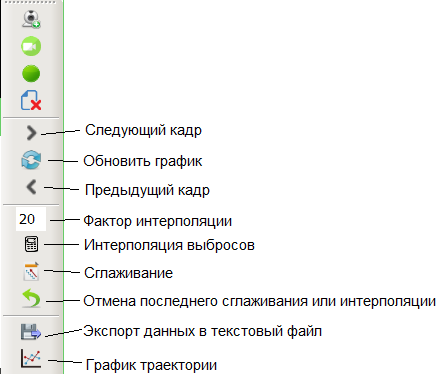 Следующий кадр
Обновить график
Предыдущий кадр
20
Фактор интерполяции
Интерполяция выбросов
Сглаживание
Отмена последнего сглаживания или интерполяции
Экспорт данных в текстовый файл
График траектории